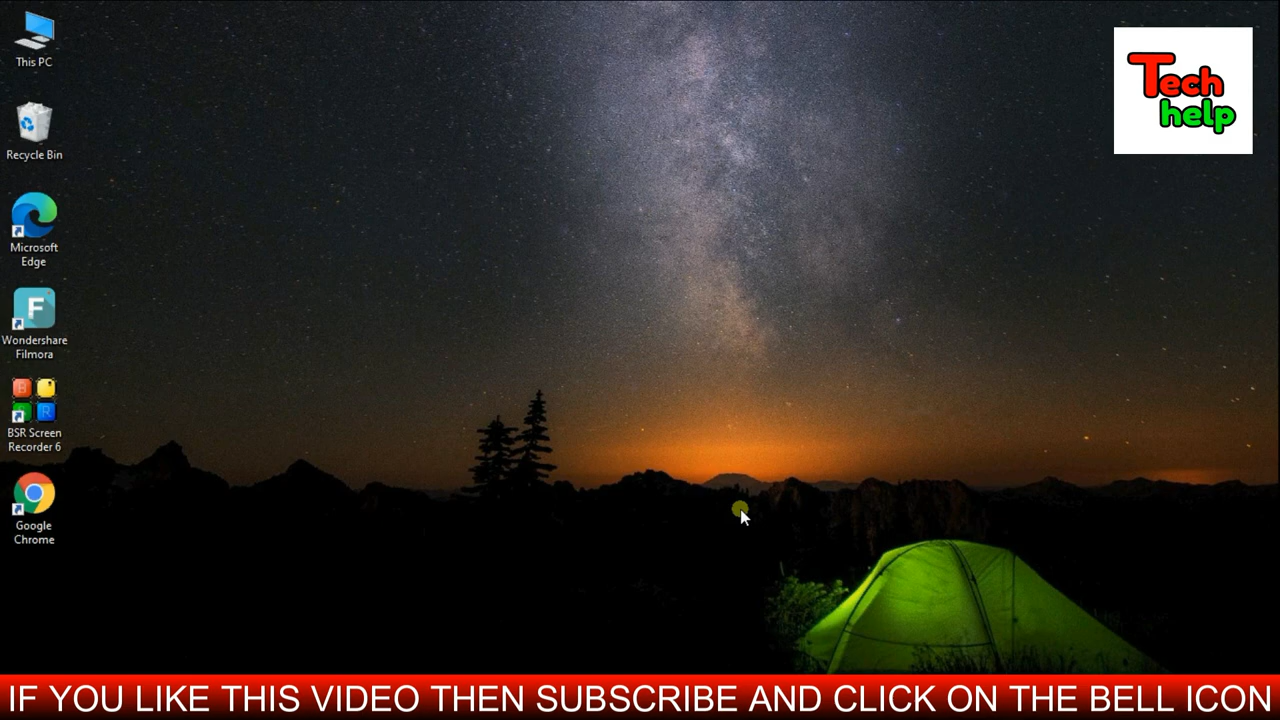 This PC
Recycle Bin
Microsoft
Edge
F
Wondershare
Filmora
B
R
BSR Screen
Recorder 6
Google
Chrome
Tech
help
IF YOU LIKE THIS VIDEO THEN SUBSCRIBE AND CLICK ON THE BELL ICON